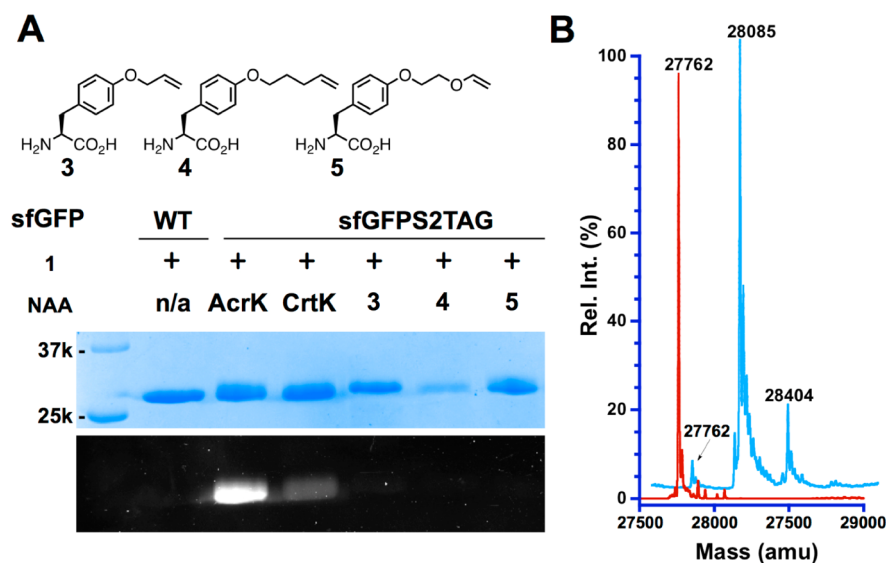 A
O
O
O
O
H₂N
CO₂H
H₂N
CO₂H
H₂N
CO₂H
3
4
5
sfGFP WT sfGFPS2TAG
1 + + + + + +
NAA n/a AcrK CrtK 3 4 5
37k -
25k -
B
28085
27762
28404
27762
Rel. Int. (%)
100
80
60
40
20
0
27500 28000 27500 29000
Mass (amu)